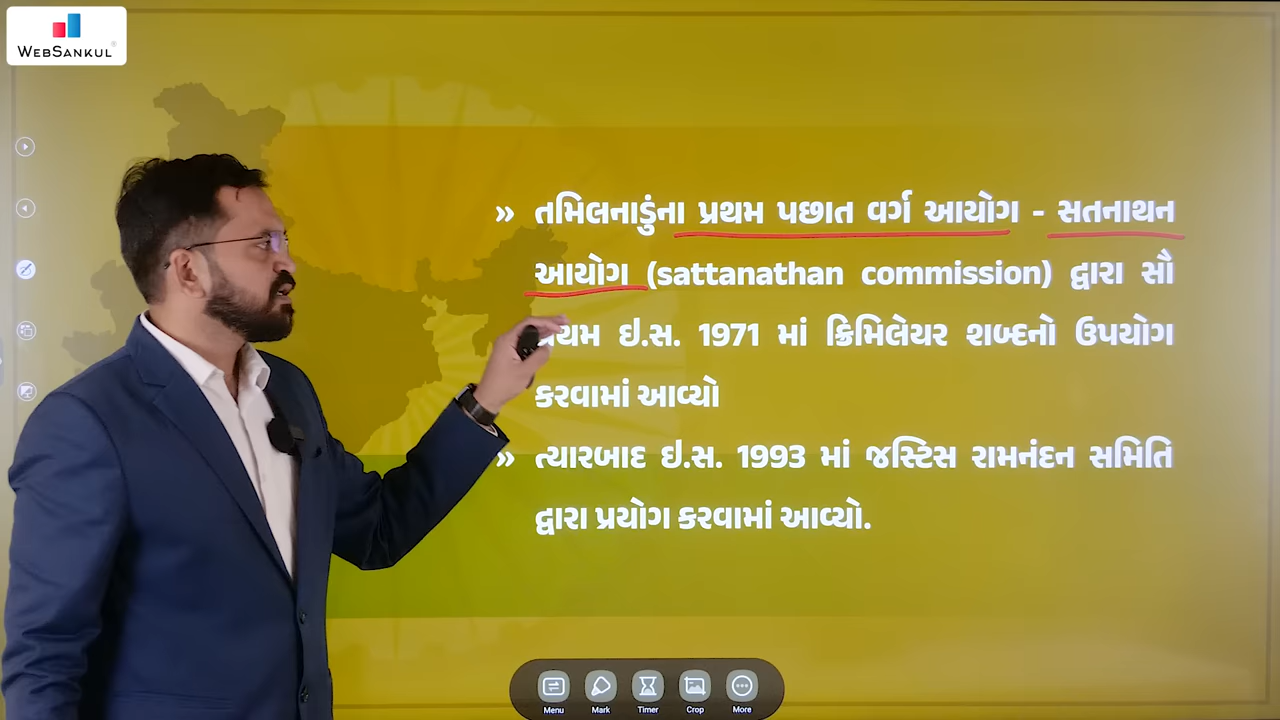 WEBSANKUL
» તમિલનાડુંના પ્રથમ પછાત વર્ગ આયોગ - સતનાથન
આયોગ (sattanathan commission) દ્વારા સૌ
પ્રથમ ઇ.સ. 1971 માં ક્રિમિલેયર શબ્દનો ઉપયોગ
કરવામાં આવ્યો
» ત્યારબાદ ઇ.સ. 1993 માં જસ્ટિસ રામનંદન સમિતિ
દ્વારા પ્રયોગ કરવામાં આવ્યો.
Menu Mark Timer Crop More